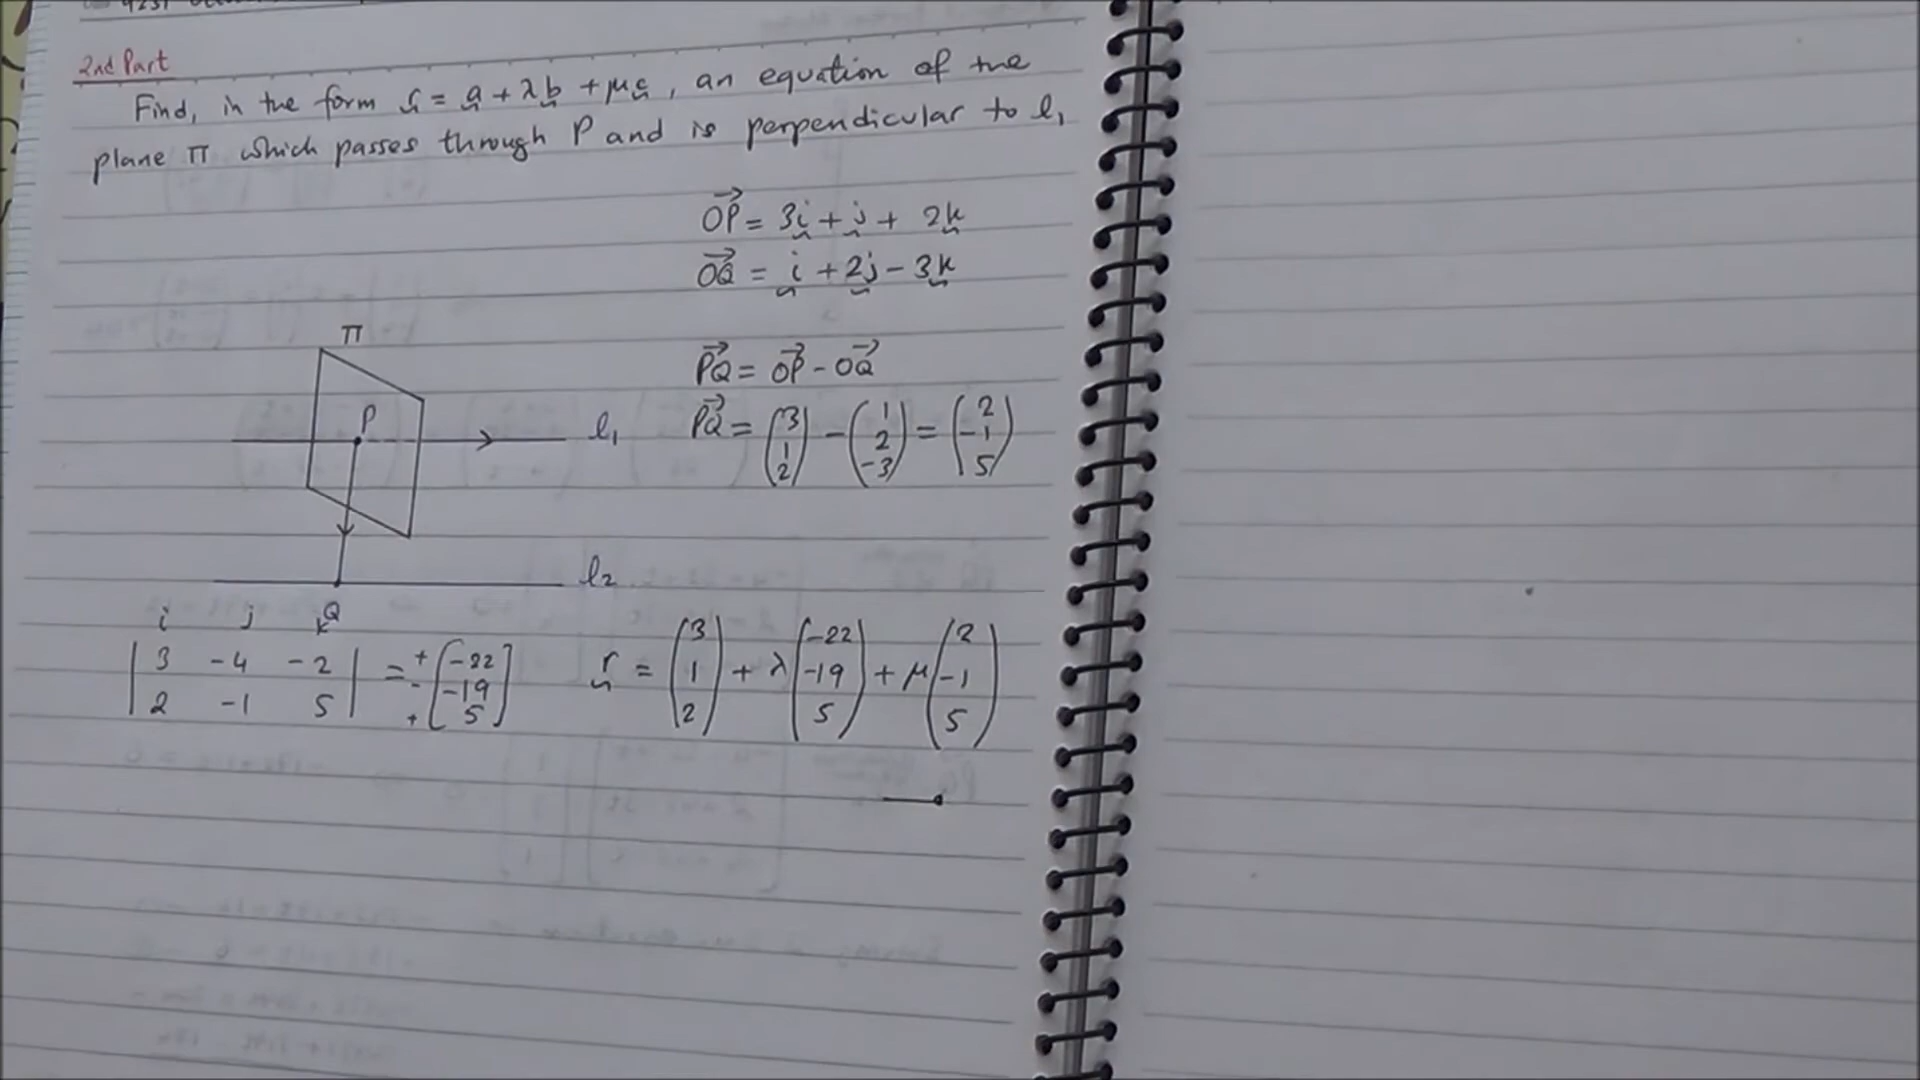 2nd Part
Find, in the form r = a + λb + μc, an equation of the
plane π which passes through P and is perpendicular to l₁
OP→ = 3i + j + 2k
OQ→ = i + 2j - 3k
π
PQ→ = OP→ - OQ→
P
l₁
PQ→ = (3 1 2) - (1 2 -3) = (2 -1 5)
l₂
Q
i j k
|3 -4 -2
2 -1 5| = + - + [-22 -19 5]
r = (3 1 2) + λ(-22 -19 5) + μ(2 -1 5)